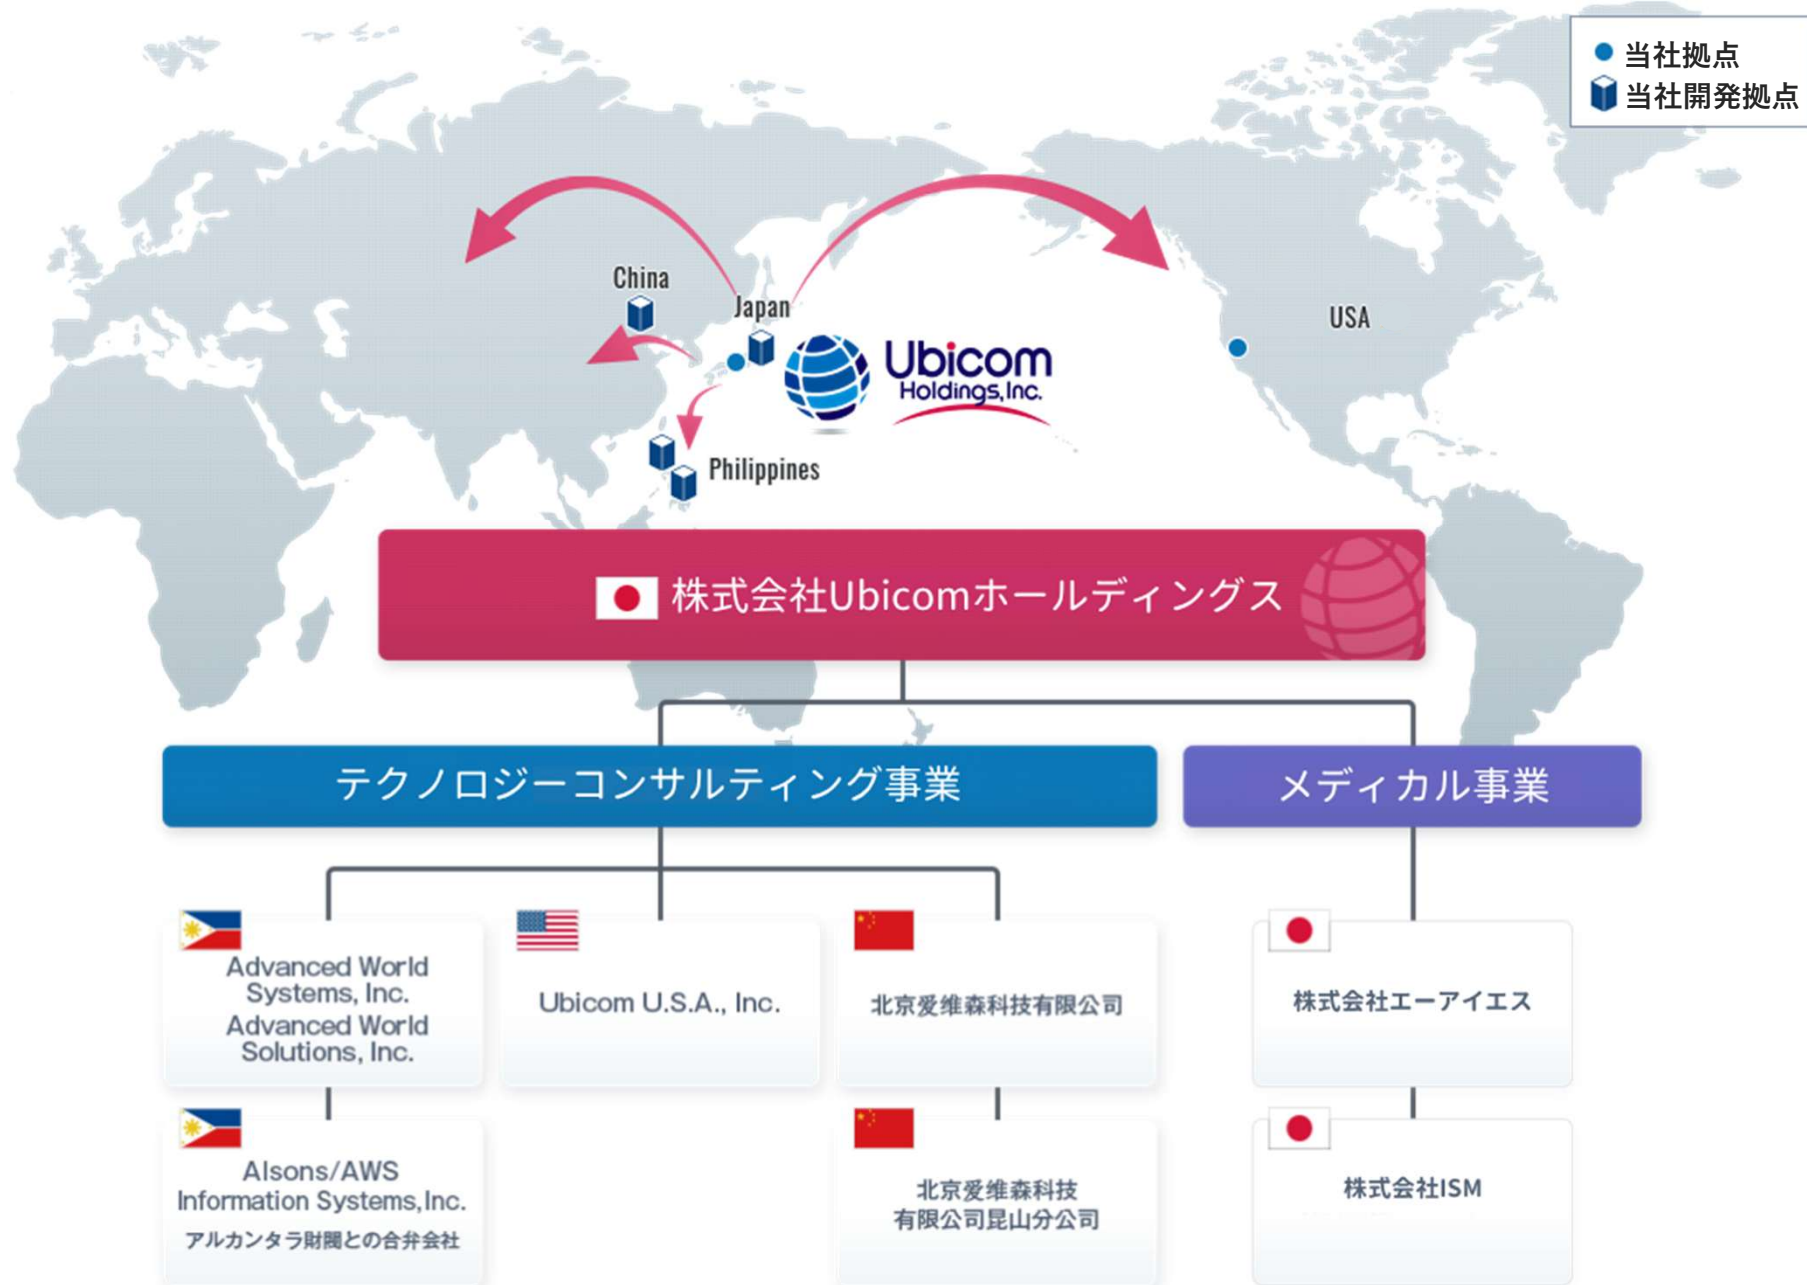 当社拠点
当社開発拠点
China
Japan
USA
Ubicom
Holdings,Inc.
Philippines
株式会社Ubicomホールディングス
テクノロジーコンサルティング事業
メディカル事業
Advanced World
Systems, Inc.
Advanced World
Solutions, Inc.
Ubicom U.S.A., Inc.
北京爱维森科技有限公司
株式会社エーアイエス
Alsons/AWS
Information Systems,Inc.
アルカンタラ財閥との合弁会社
北京爱维森科技
有限公司昆山分公司
株式会社ISM